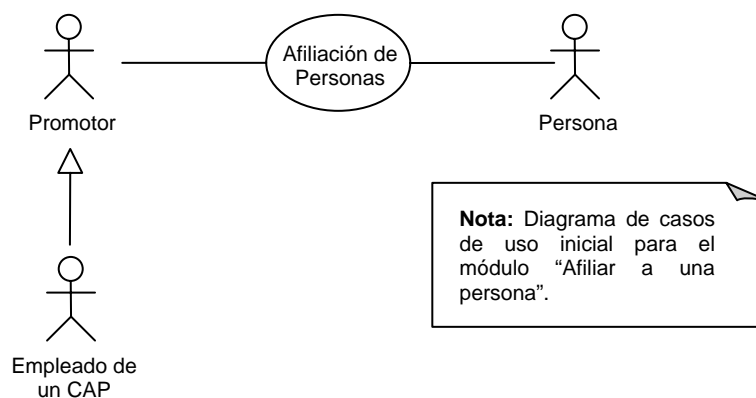 Afiliación de
Personas
Promotor
Persona
Nota: Diagrama de casos
de uso inicial para el
módulo “Afiliar a una
persona”.
Empleado de
un CAP